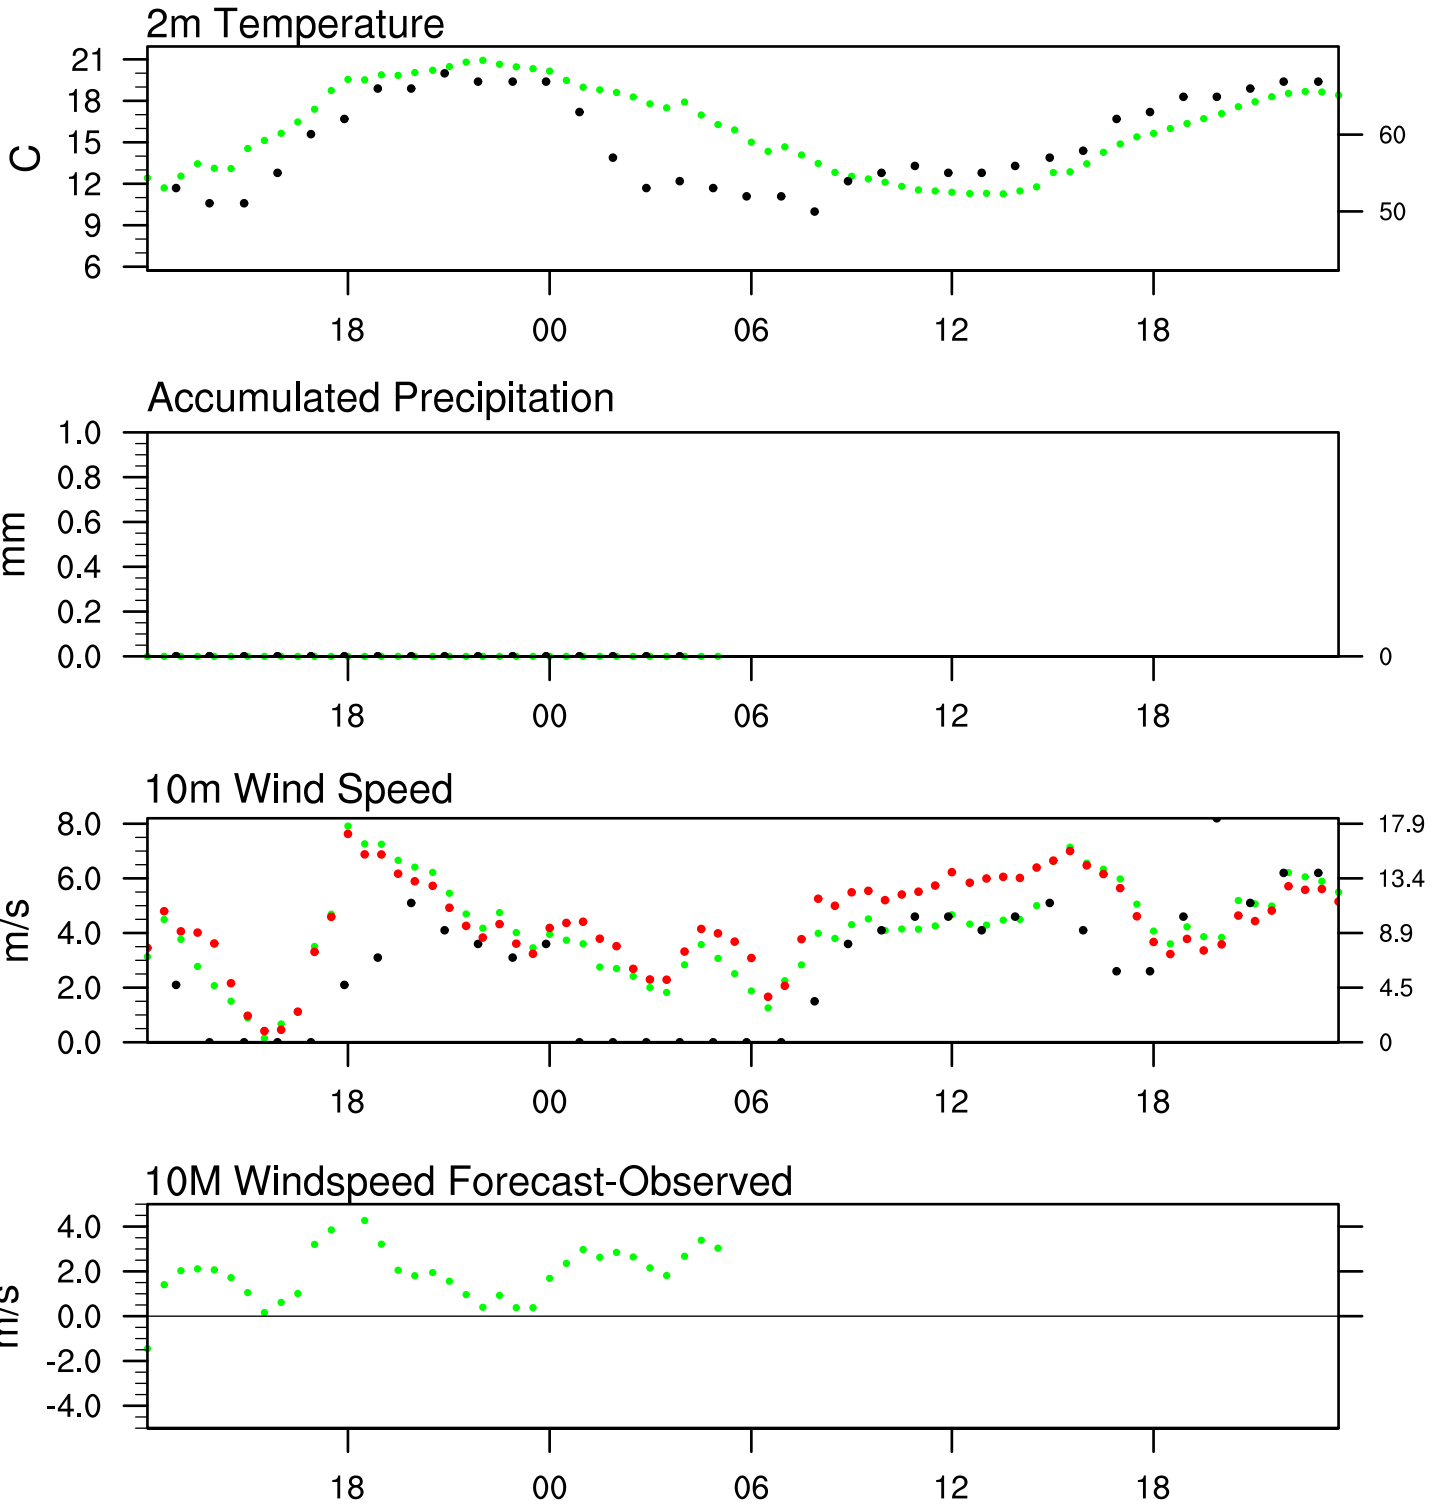 2m Temperature
21
18
15
12
9
6
C
60
50
18 00 06 12 18
Accumulated Precipitation
1.0
0.8
0.6
0.4
0.2
0.0
mm
0
18 00 06 12 18
10m Wind Speed
8.0
6.0
4.0
2.0
0.0
m/s
17.9
13.4
8.9
4.5
0
18 00 06 12 18
10M Windspeed Forecast-Observed
4.0
2.0
0.0
-2.0
-4.0
m/s
18 00 06 12 18